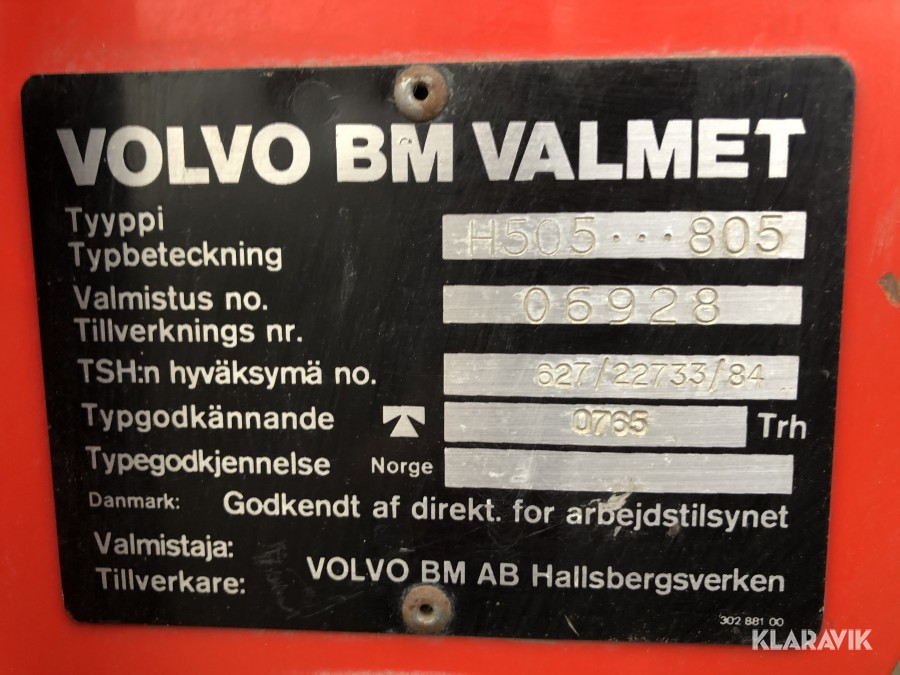 VOLVO BM VALMET
Tyyppi
Typbeteckning H505...805
Valmistus no. 06928
Tillverknings nr.
TSH:n hyväksymä no. 627/22733/84
Typgodkännande 0765 Trh
Typegodkjennelse Norge
Danmark: Godkendt af direkt. for arbejdstilsynet
Valmistaja:
Tillverkare: VOLVO BM AB Hallsbergsverken
302 881 00
KLARAVIK